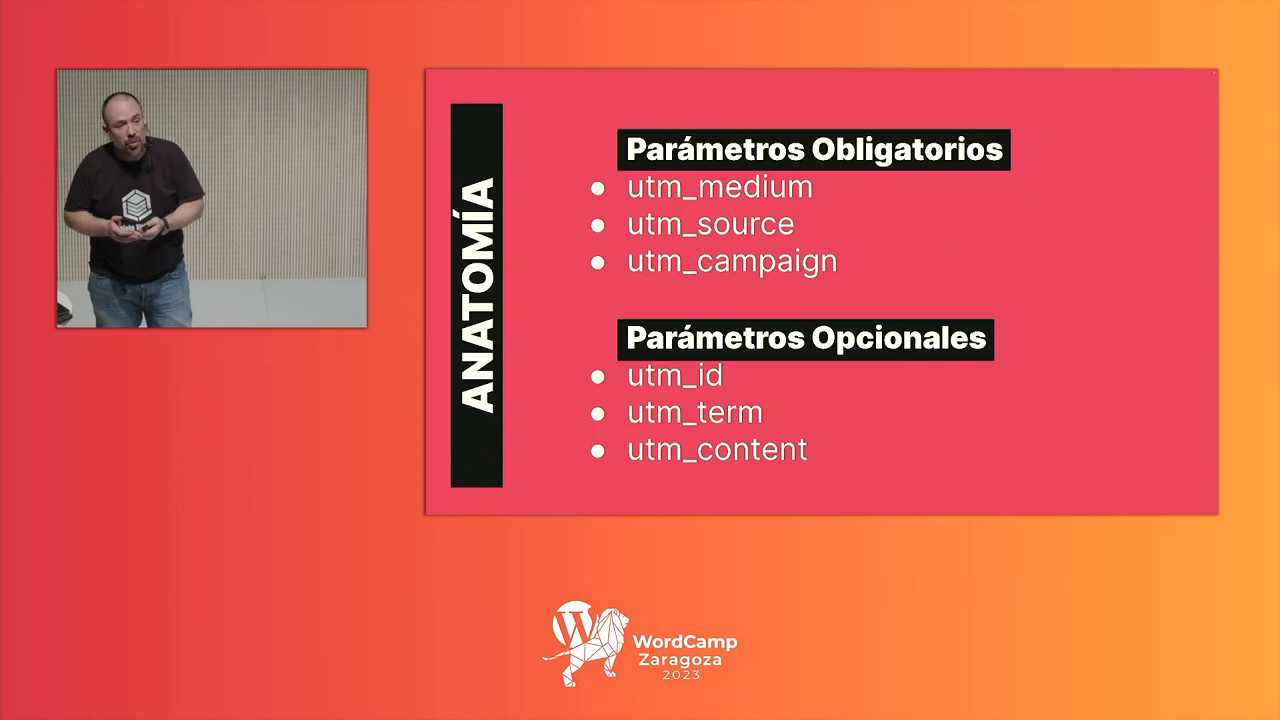 ANATOMÍA
Parámetros Obligatorios
● utm_medium
● utm_source
● utm_campaign
Parámetros Opcionales
● utm_id
● utm_term
● utm_content
WordCamp
Zaragoza
2023